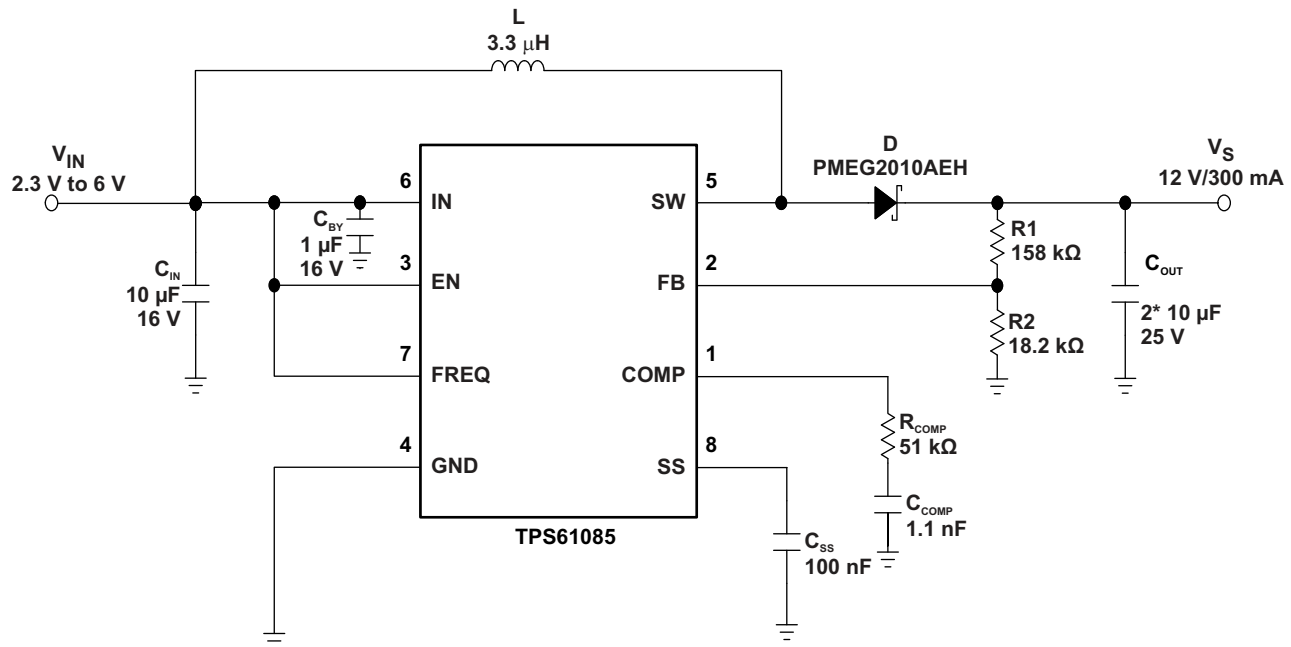 L
3.3 μH
V_IN
2.3 V to 6 V
6
IN
C_BY
1 µF
16 V
3
EN
C_IN
10 µF
16 V
7
FREQ
4
GND
5
SW
2
FB
1
COMP
8
SS
TPS61085
D
PMEG2010AEH
V_S
12 V/300 mA
R1
158 kΩ
R2
18.2 kΩ
C_OUT
2* 10 µF
25 V
R_COMP
51 kΩ
C_COMP
1.1 nF
C_SS
100 nF